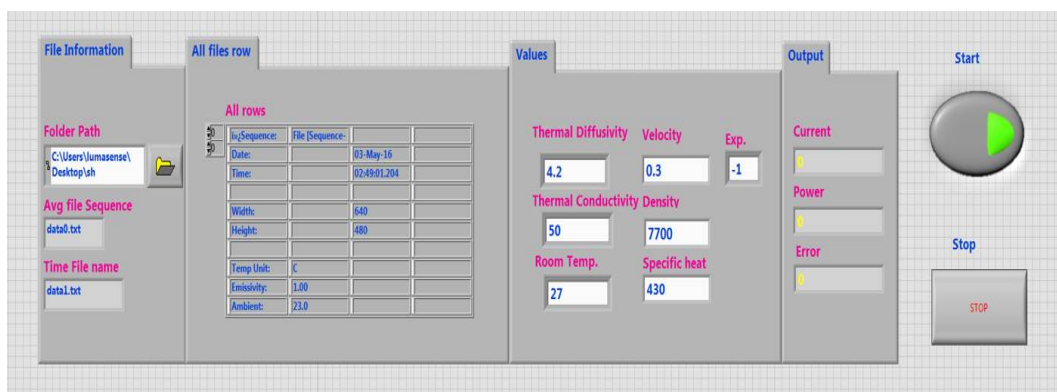 File Information
All files row
Values
Output
Start
Folder Path
C:\Users\lumasense\
Desktop\sh
Avg file Sequence
data0.txt
Time File name
data1.txt
All rows
0
0
ï»¿Sequence: File [Sequence-
Date: 03-May-16
Time: 02:49:01.204
Width: 640
Height: 480
Temp Unit: C
Emissivity: 1.00
Ambient: 23.0
Thermal Diffusivity Velocity Exp.
4.2 0.3 -1
Thermal Conductivity Density
50 7700
Room Temp. Specific heat
27 430
Current
0
Power
0
Error
0
Stop
STOP